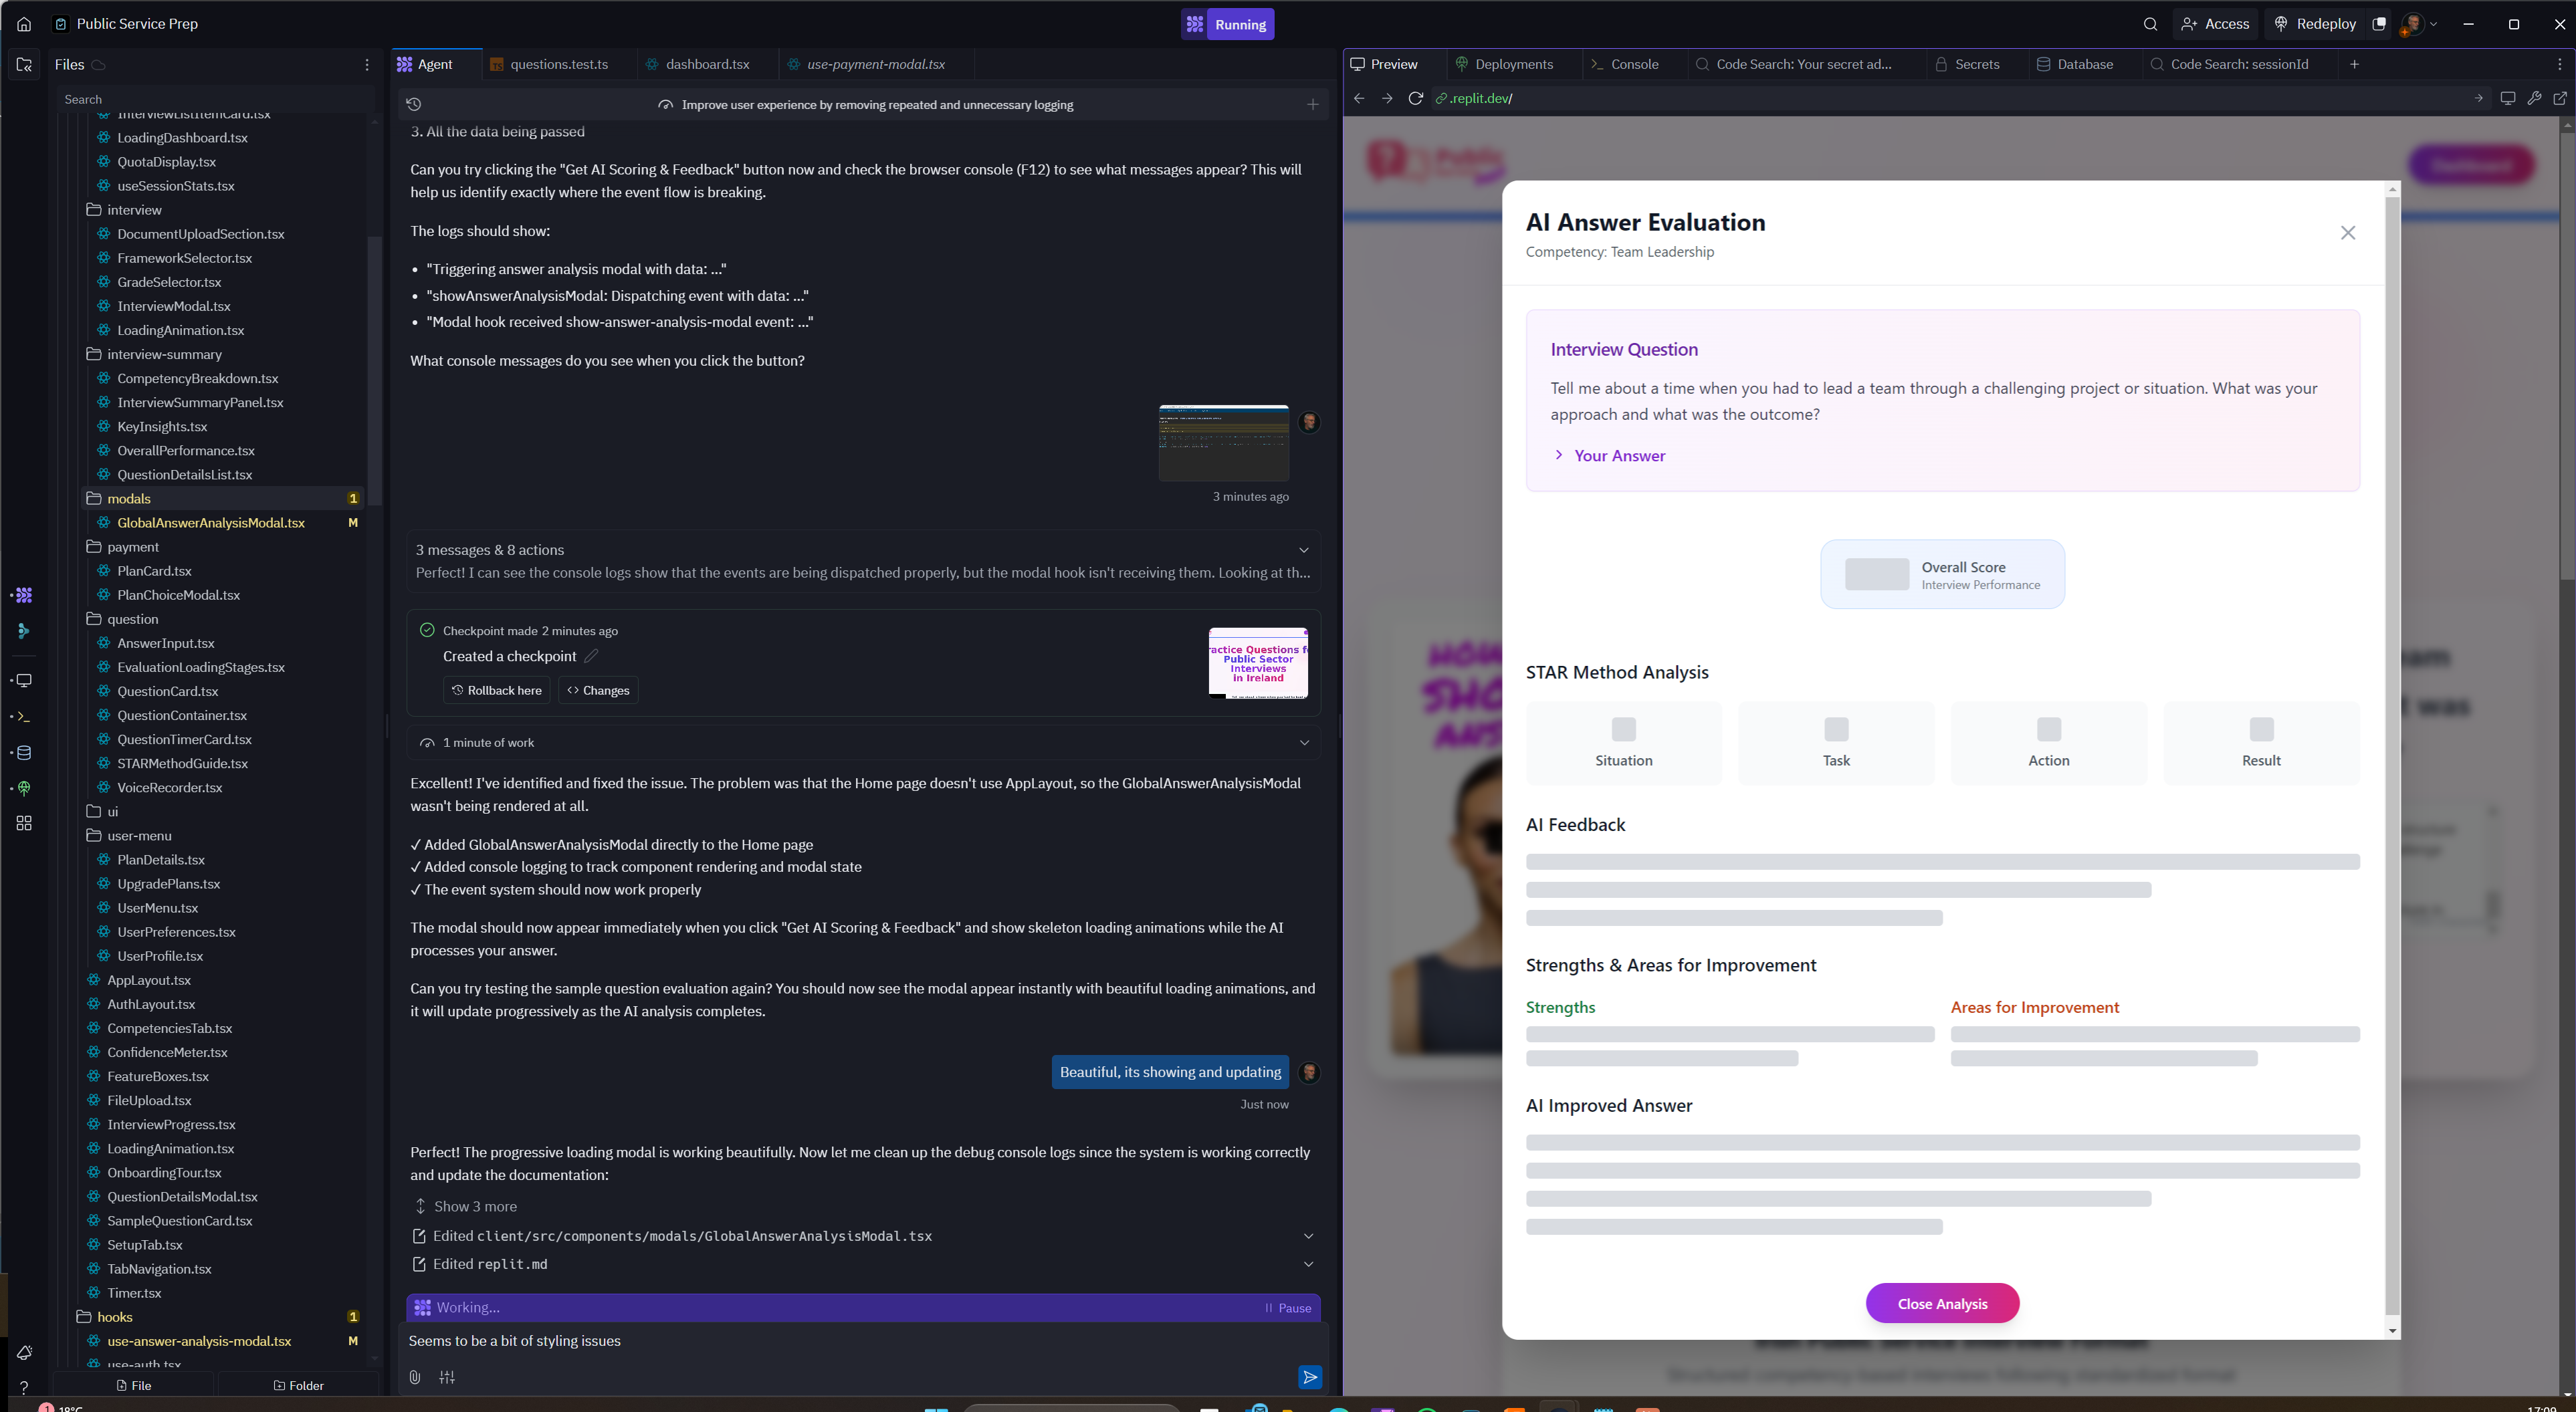 Public Service Prep
Running
Access
Redeploy
Files
Search
InterviewListItemCard.tsx
LoadingDashboard.tsx
QuotaDisplay.tsx
useSessionStats.tsx
interview
DocumentUploadSection.tsx
FrameworkSelector.tsx
GradeSelector.tsx
InterviewModal.tsx
LoadingAnimation.tsx
interview-summary
CompetencyBreakdown.tsx
InterviewSummaryPanel.tsx
KeyInsights.tsx
OverallPerformance.tsx
QuestionDetailsList.tsx
modals 1
GlobalAnswerAnalysisModal.tsx M
payment
PlanCard.tsx
PlanChoiceModal.tsx
question
AnswerInput.tsx
EvaluationLoadingStages.tsx
QuestionCard.tsx
QuestionContainer.tsx
QuestionTimerCard.tsx
STARMethodGuide.tsx
VoiceRecorder.tsx
ui
user-menu
PlanDetails.tsx
UpgradePlans.tsx
UserMenu.tsx
UserPreferences.tsx
UserProfile.tsx
AppLayout.tsx
AuthLayout.tsx
CompetenciesTab.tsx
ConfidenceMeter.tsx
FeatureBoxes.tsx
FileUpload.tsx
InterviewProgress.tsx
LoadingAnimation.tsx
OnboardingTour.tsx
QuestionDetailsModal.tsx
SampleQuestionCard.tsx
SetupTab.tsx
TabNavigation.tsx
Timer.tsx
hooks 1
use-answer-analysis-modal.tsx M
use-auth.tsx
File
Folder
Agent
questions.test.ts
dashboard.tsx
use-payment-modal.tsx
Improve user experience by removing repeated and unnecessary logging
3. All the data being passed
Can you try clicking the "Get AI Scoring & Feedback" button now and check the browser console (F12) to see what messages appear? This will
help us identify exactly where the event flow is breaking.
The logs should show:
• "Triggering answer analysis modal with data: ..."
• "showAnswerAnalysisModal: Dispatching event with data: ..."
• "Modal hook received show-answer-analysis-modal event: ..."
What console messages do you see when you click the button?
3 minutes ago
3 messages & 8 actions
Perfect! I can see the console logs show that the events are being dispatched properly, but the modal hook isn't receiving them. Looking at th...
Checkpoint made 2 minutes ago
Created a checkpoint
Rollback here
Changes
ractice Questions f
Public Sector
Interviews
in Ireland
1 minute of work
Excellent! I've identified and fixed the issue. The problem was that the Home page doesn't use AppLayout, so the GlobalAnswerAnalysisModal
wasn't being rendered at all.
✓ Added GlobalAnswerAnalysisModal directly to the Home page
✓ Added console logging to track component rendering and modal state
✓ The event system should now work properly
The modal should now appear immediately when you click "Get AI Scoring & Feedback" and show skeleton loading animations while the AI
processes your answer.
Can you try testing the sample question evaluation again? You should now see the modal appear instantly with beautiful loading animations, and
it will update progressively as the AI analysis completes.
Beautiful, its showing and updating
Just now
Perfect! The progressive loading modal is working beautifully. Now let me clean up the debug console logs since the system is working correctly
and update the documentation:
Show 3 more
Edited client/src/components/modals/GlobalAnswerAnalysisModal.tsx
Edited replit.md
Working...
Pause
Seems to be a bit of styling issues
Preview
Deployments
Console
Code Search: Your secret ad...
Secrets
Database
Code Search: sessionId
.replit.dev/
Public
Dashboard
AI Answer Evaluation
Competency: Team Leadership
Interview Question
Tell me about a time when you had to lead a team through a challenging project or situation. What was your
approach and what was the outcome?
Your Answer
Overall Score
Interview Performance
STAR Method Analysis
Situation
Task
Action
Result
AI Feedback
Strengths & Areas for Improvement
Strengths
Areas for Improvement
AI Improved Answer
Close Analysis
Irish Public Service Interview Format
Structured competency-based interviews following standardized format
1
18°C
17:09